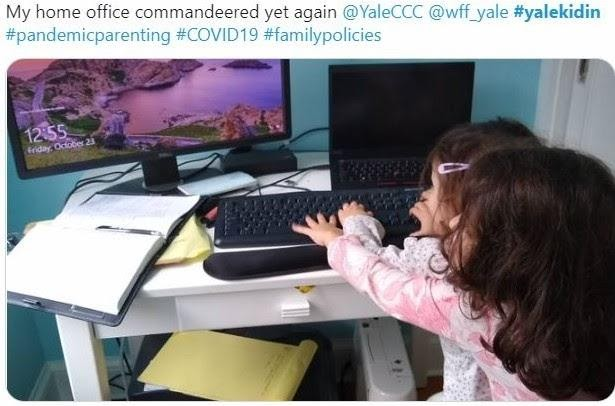 My home office commandeered yet again @YaleCCC @wff_yale #yalekidin
#pandemicparenting #COVID19 #familypolicies
12:55
Friday, October 23